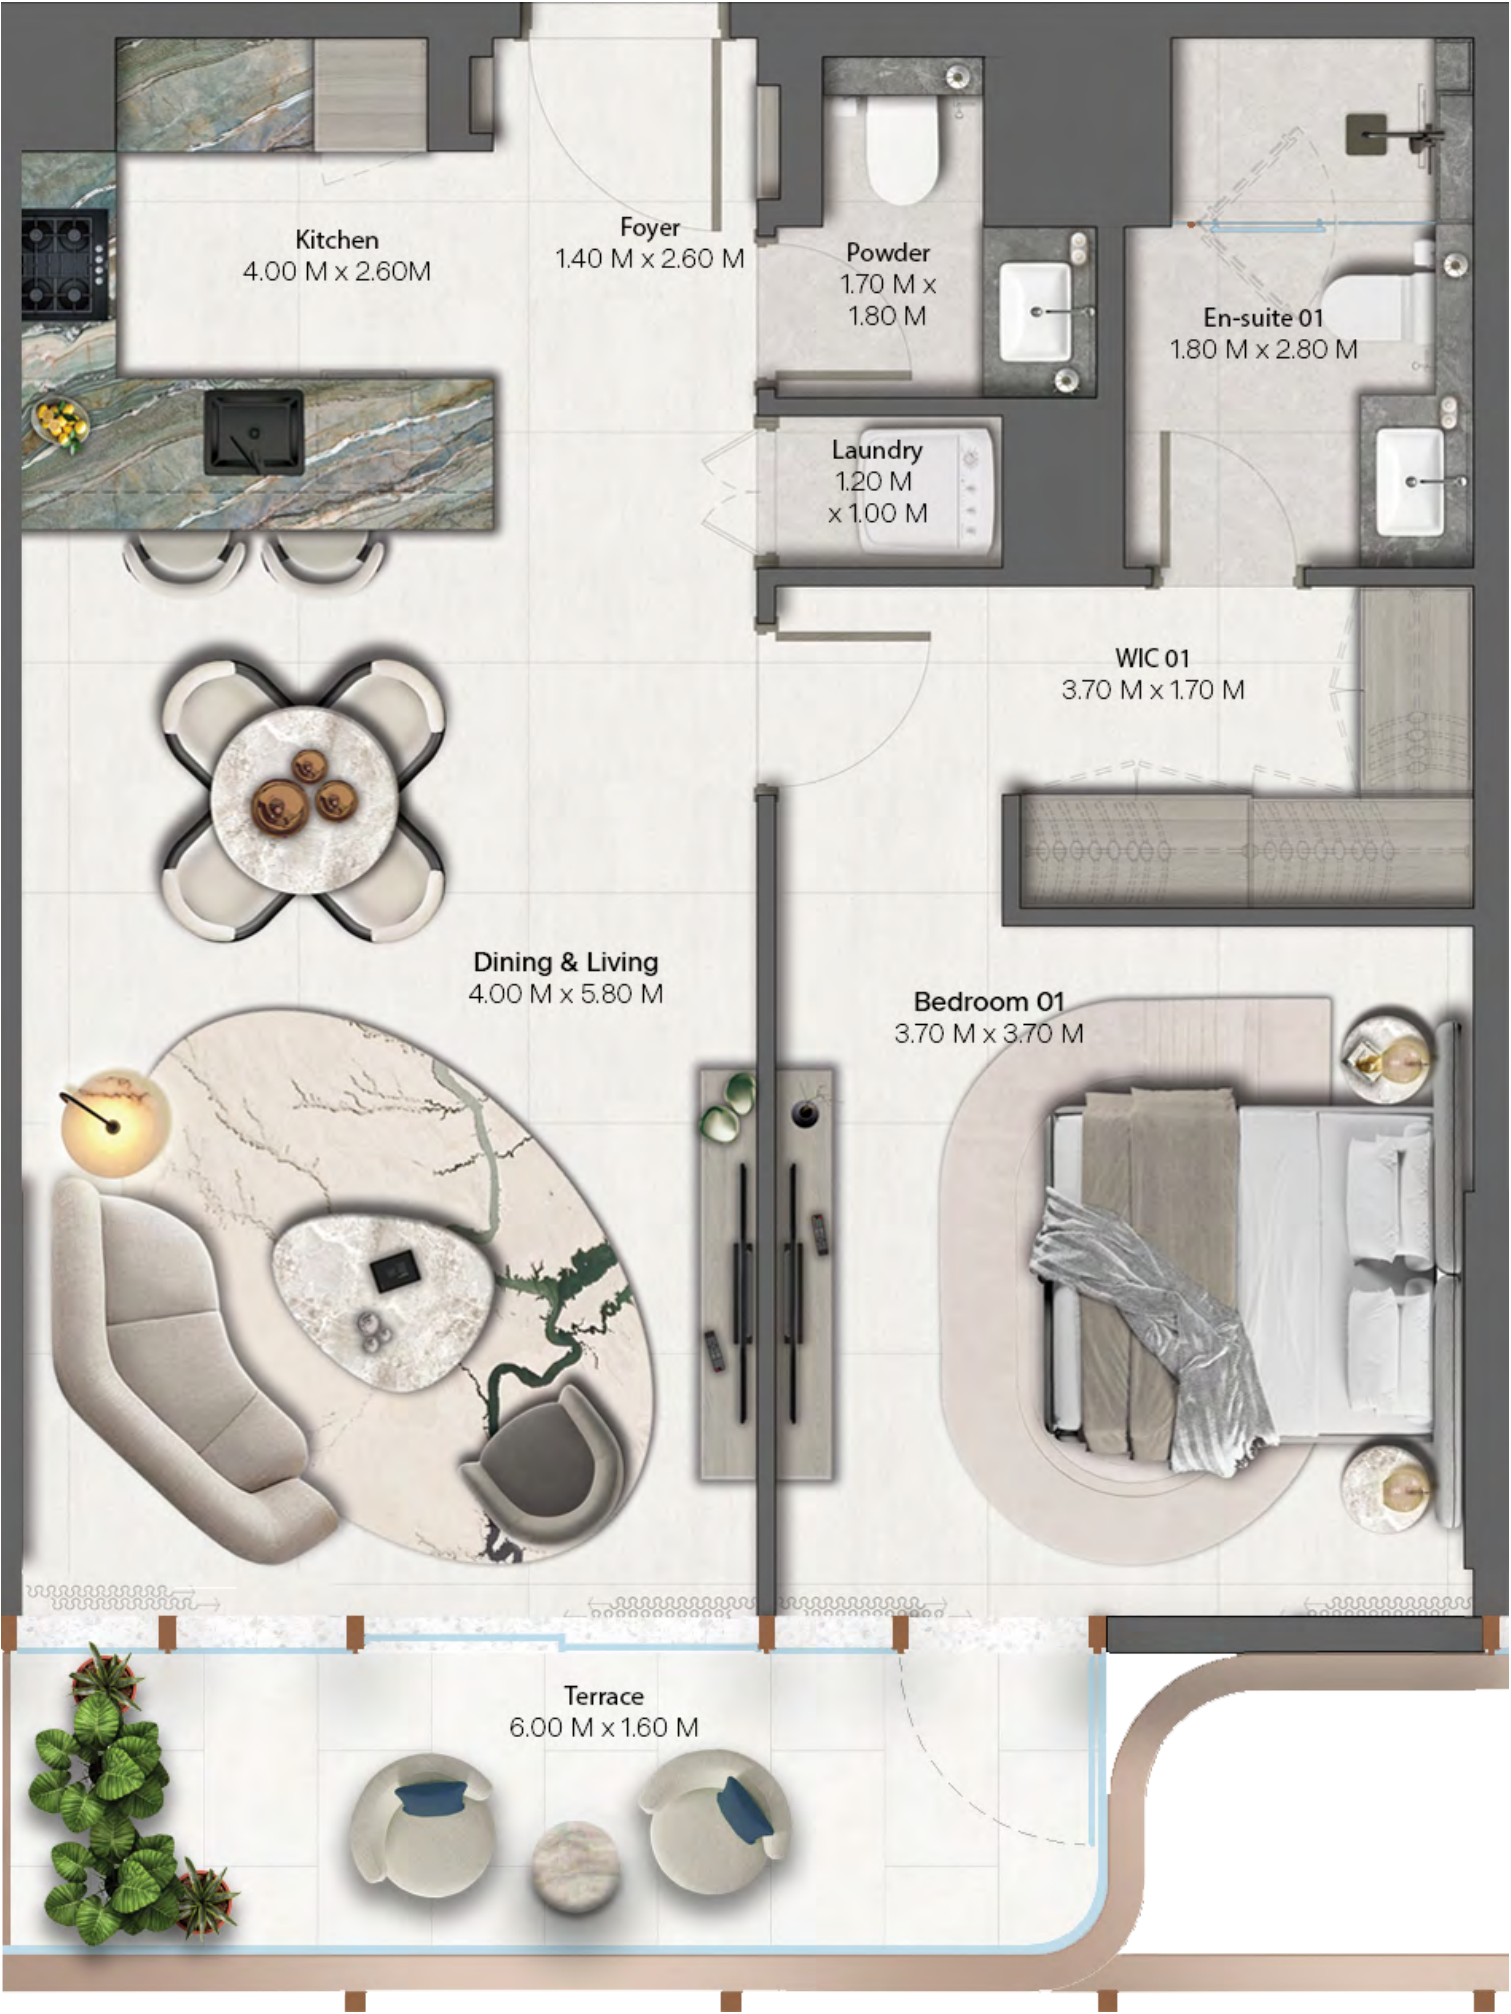 Kitchen
4.00 M x 2.60M
Foyer
1.40 M x 2.60 M
Powder
1.70 M x
1.80 M
En-suite 01
1.80 M x 2.80 M
Laundry
1.20 M
x 1.00 M
WIC 01
3.70 M x 1.70 M
Dining & Living
4.00 M x 5.80 M
Bedroom 01
3.70 M x 3.70 M
Terrace
6.00 M x 1.60 M